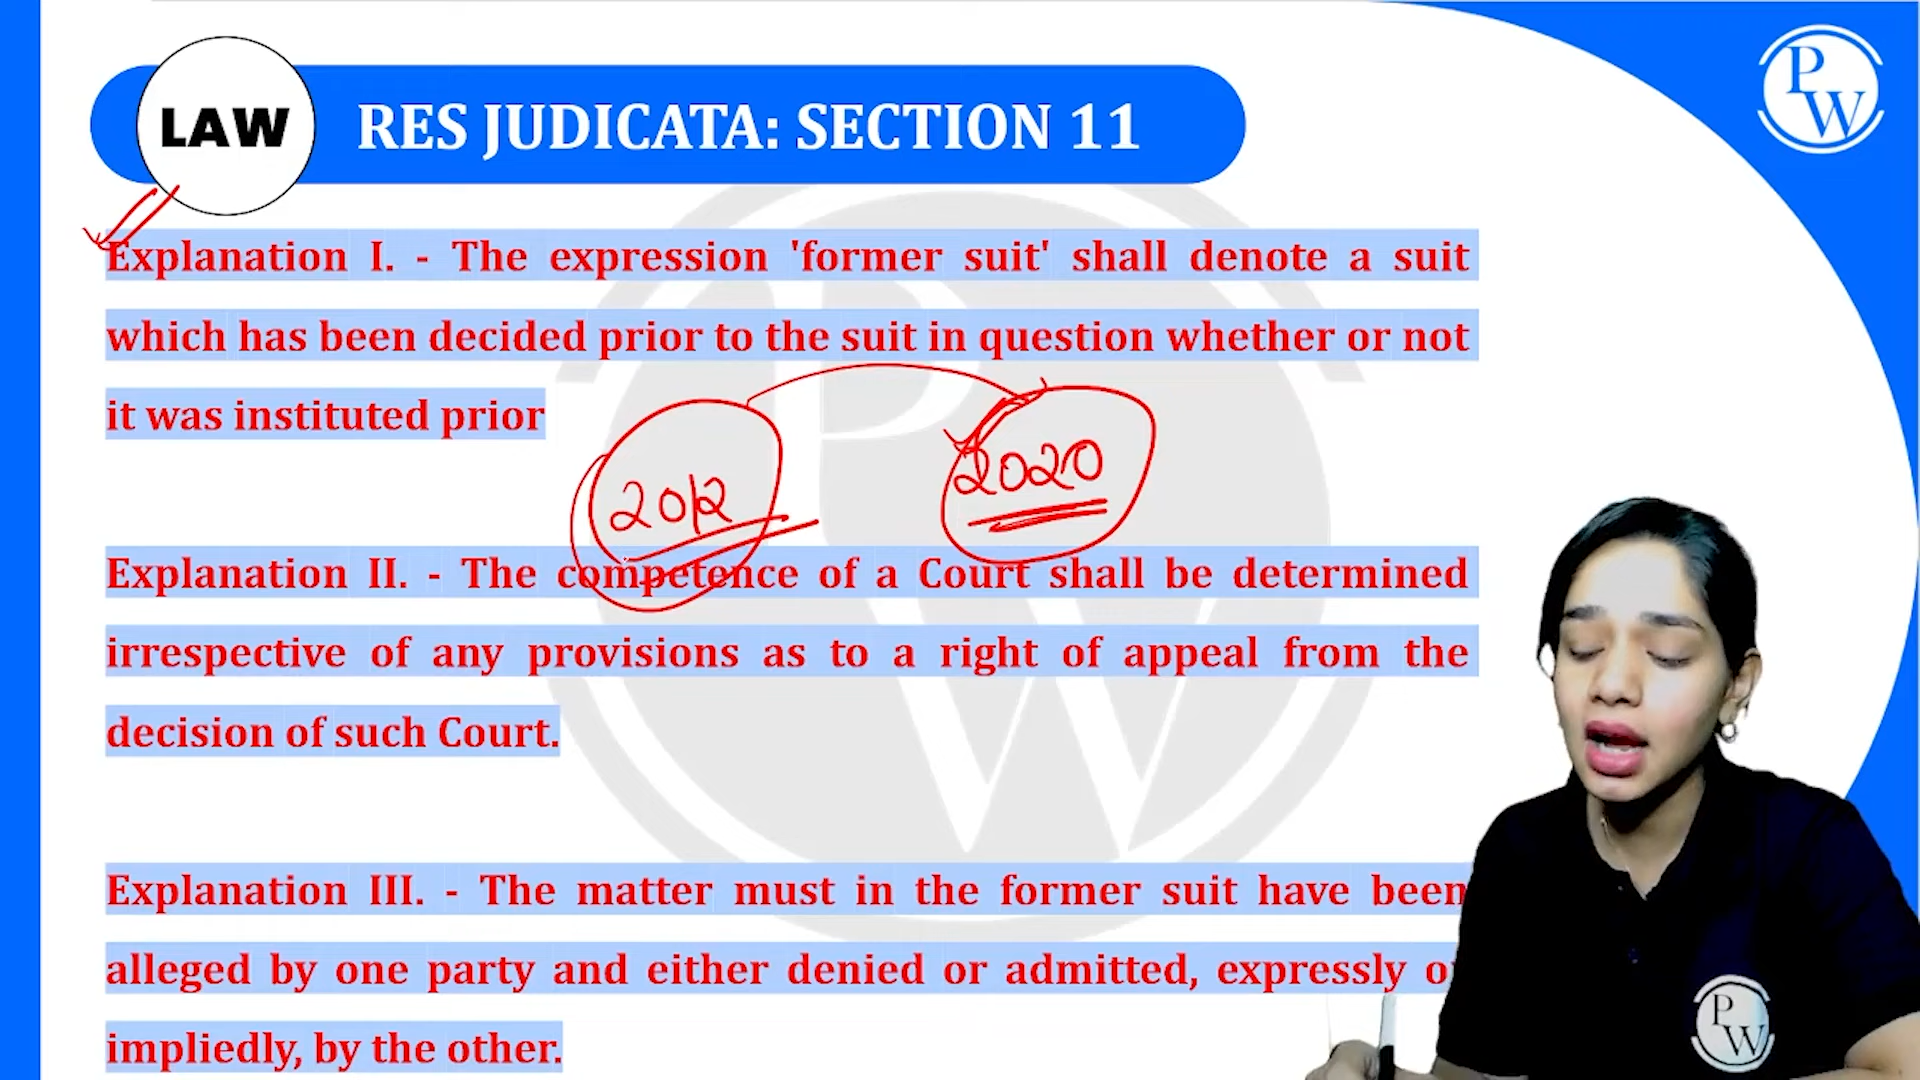 LAW
RES JUDICATA: SECTION 11
PW
Explanation I. - The expression 'former suit' shall denote a suit
which has been decided prior to the suit in question whether or not
it was instituted prior
2012
2020
Explanation II. - The competence of a Court shall be determined
irrespective of any provisions as to a right of appeal from the
decision of such Court.
Explanation III. - The matter must in the former suit have been
alleged by one party and either denied or admitted, expressly o
impliedly, by the other.
PW
PW